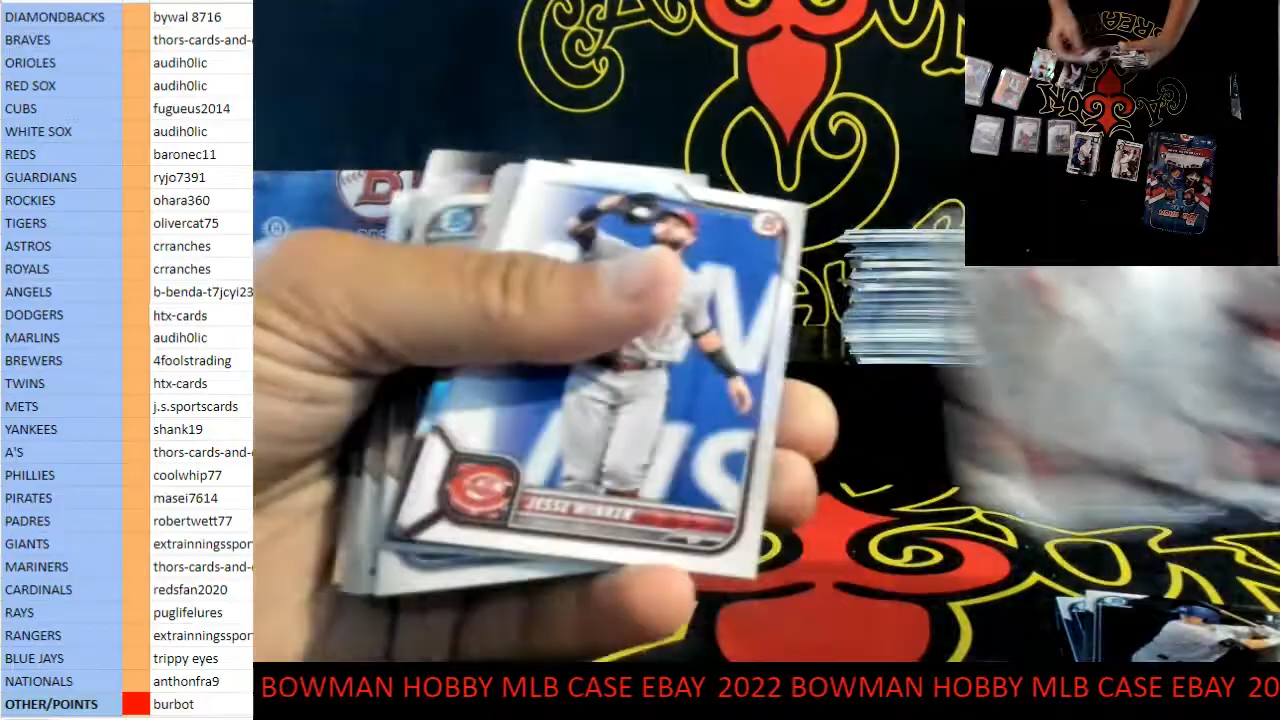 DIAMONDBACKS bywal 8716
BRAVES thors-cards-and-
ORIOLES audih0lic
RED SOX audih0lic
CUBS fugueus2014
WHITE SOX audih0lic
REDS baronec11
GUARDIANS ryjo7391
ROCKIES ohara360
TIGERS olivercat75
ASTROS crranches
ROYALS crranches
ANGELS b-benda-t7jcyi23
DODGERS htx-cards
MARLINS audih0lic
BREWERS 4foolstrading
TWINS htx-cards
METS j.s.sportscards
YANKEES shank19
A'S thors-cards-and-
PHILLIES coolwhip77
PIRATES masei7614
PADRES robertwett77
GIANTS extrainningsspor
MARINERS thors-cards-and-
CARDINALS redsfan2020
RAYS puglifelures
RANGERS extrainningsspor
BLUE JAYS trippy eyes
NATIONALS anthonfra9
OTHER/POINTS burbot
JESSE WINKER
BOWMAN HOBBY MLB CASE EBAY 2022 BOWMAN HOBBY MLB CASE EBAY 20